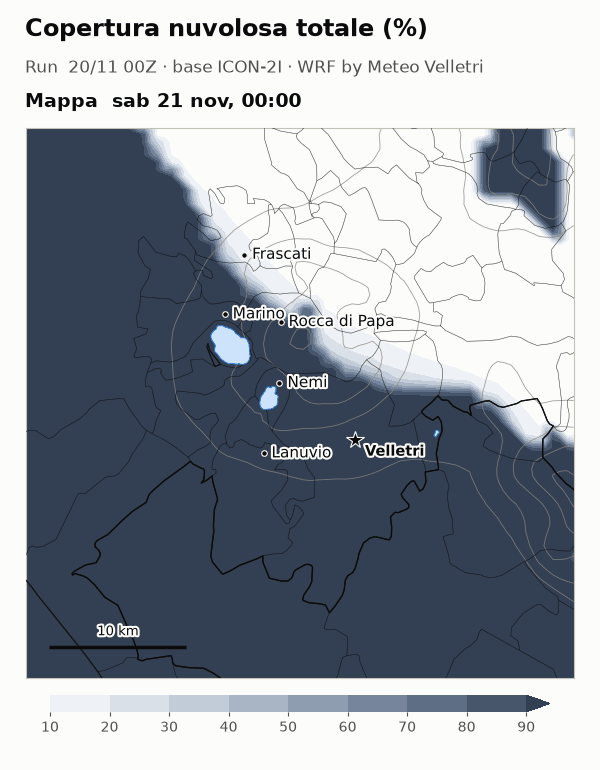 Copertura nuvolosa totale (%)
Run  20/11 00Z · base ICON-2I · WRF by Meteo Velletri
Mappa  sab 21 nov, 00:00
Frascati
Marino
Rocca di Papa
Nemi
Velletri
Lanuvio
10 km
10 20 30 40 50 60 70 80 90